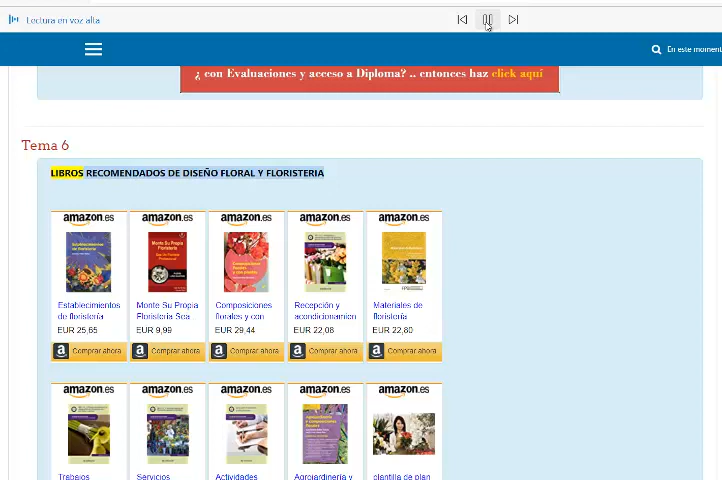 Lectura en voz alta
En este moment
¿ con Evaluaciones y acceso a Diploma? .. entonces haz click aquí
Tema 6
LIBROS RECOMENDADOS DE DISEÑO FLORAL Y FLORISTERIA
amazon.es amazon.es amazon.es amazon.es amazon.es
Establecimientos Monte Su Propia Composiciones Recepción y Materiales de
de floristería Floristeria Sea florales y con acondicionamien floristería
EUR 25,65 EUR 9,99 EUR 29,44 EUR 22,08 EUR 22,80
a Comprar ahora a Comprar ahora a Comprar ahora a Comprar ahora a Comprar ahora
amazon.es amazon.es amazon.es amazon.es amazon.es
Trabajos Servicios Actividades Agrojardinería y plantilla de plan